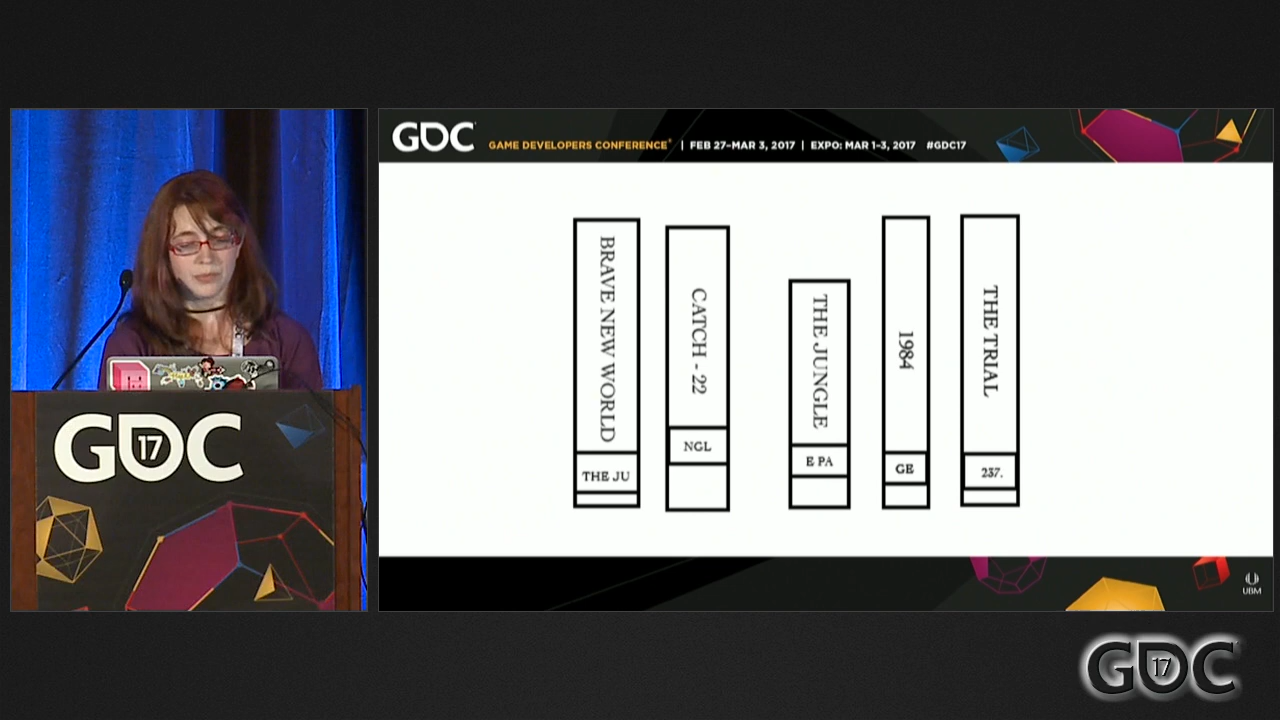 GDC
GAME DEVELOPERS CONFERENCE® | FEB 27–MAR 3, 2017 | EXPO: MAR 1–3, 2017 #GDC17
BRAVE NEW WORLD
THE JU
CATCH - 22
NGL
THE JUNGLE
E PA
1984
GE
THE TRIAL
237.
GDC
17
UBM
GDC
17